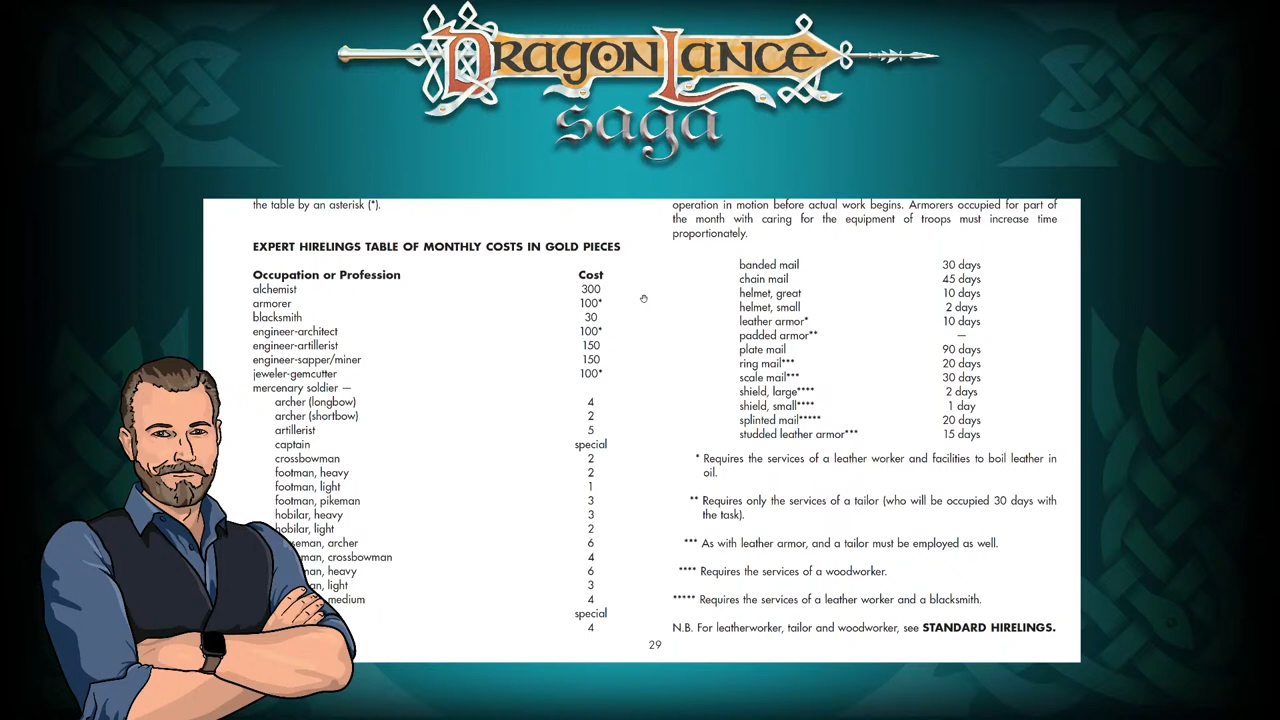 DragonLance
saga
the table by an asterisk (*).
EXPERT HIRELINGS TABLE OF MONTHLY COSTS IN GOLD PIECES
Occupation or Profession Cost
alchemist 300
armorer 100*
blacksmith 30
engineer-architect 100*
engineer-artillerist 150
engineer-sapper/miner 150
jeweler-gemcutter 100*
mercenary soldier —
archer (longbow) 4
archer (shortbow) 2
artillerist 5
captain special
crossbowman 2
footman, heavy 2
footman, light 1
footman, pikeman 3
hobilar, heavy 3
hobilar, light 2
archer 6
crossbowman 4
heavy 6
light 3
medium 4
special
4
operation in motion before actual work begins. Armorers occupied for part of
the month with caring for the equipment of troops must increase time
proportionately.
banded mail 30 days
chain mail 45 days
helmet, great 10 days
helmet, small 2 days
leather armor* 10 days
padded armor** —
plate mail 90 days
ring mail*** 20 days
scale mail*** 30 days
shield, large**** 2 days
shield, small**** 1 day
splinted mail***** 20 days
studded leather armor*** 15 days
* Requires the services of a leather worker and facilities to boil leather in
oil.
** Requires only the services of a tailor (who will be occupied 30 days with
the task).
*** As with leather armor, and a tailor must be employed as well.
**** Requires the services of a woodworker.
***** Requires the services of a leather worker and a blacksmith.
N.B. For leatherworker, tailor and woodworker, see STANDARD HIRELINGS.
29